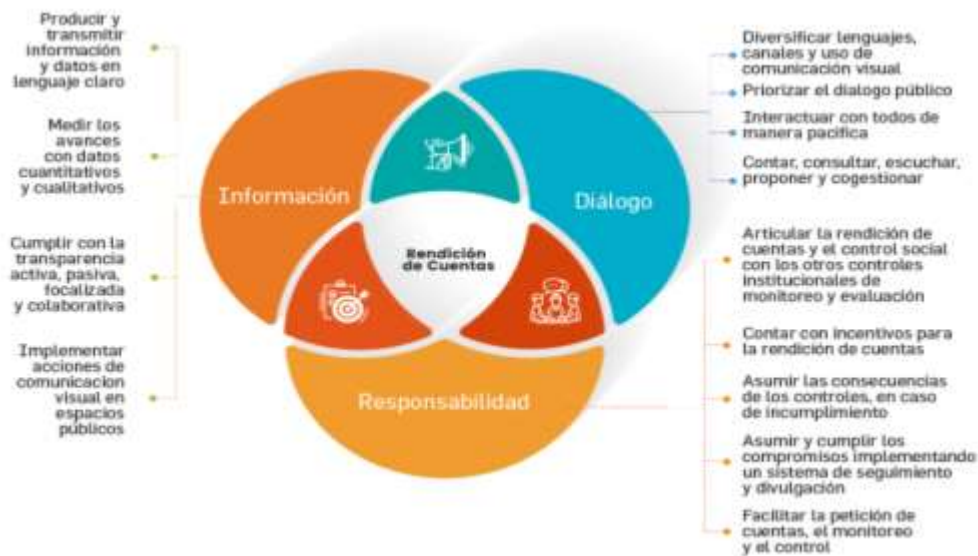 Producir y
transmitir
información
y datos en
lenguaje claro
Medir los
avances
con datos
cuantitativos
y cualitativos
Cumplir con la
transparencia
activa, pasiva,
focalizada
y colaborativa
Implementar
acciones de
comunicacion
visual en
espacios
públicos
Información
Diálogo
Rendición
de Cuentas
Responsabilidad
Diversificar lenguajes,
canales y uso de
comunicación visual
Priorizar el dialogo público
Interactuar con todos de
manera pacifica
Contar, consultar, escuchar,
proponer y cogestionar
Articular la rendición de
cuentas y el control social
con los otros controles
institucionales de
monitoreo y evaluación
Contar con incentivos para
la rendición de cuentas
Asumir las consecuencias
de los controles, en caso
de incumplimiento
Asumir y cumplir los
compromisos implementando
un sistema de seguimiento
y divulgación
Facilitar la petición de
cuentas, el monitoreo
y el control